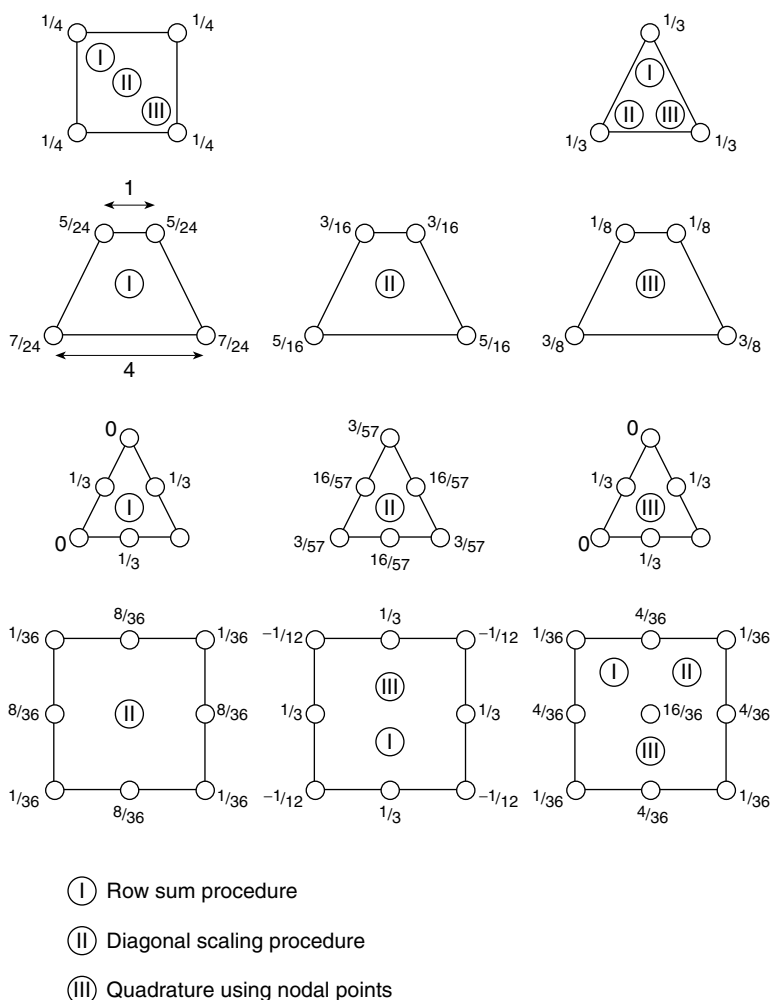 1/4 1/4 1/3
I I
II
III II III
1/4 1/4 1/3 1/3
1
5/24 5/24 3/16 3/16 1/8 1/8
I II III
7/24 7/24 5/16 5/16 3/8 3/8
4
0 3/57 0
1/3 1/3 16/57 16/57 1/3 1/3
I II III
0 3/57 3/57 0
1/3 16/57 1/3
8/36 1/3 4/36
1/36 1/36 –1/12 –1/12 1/36 1/36
I II
III
8/36 II 8/36 1/3 1/3 4/36 16/36 4/36
I III
1/36 1/36 –1/12 –1/12 1/36 1/36
8/36 1/3 4/36
I Row sum procedure
II Diagonal scaling procedure
III Quadrature using nodal points